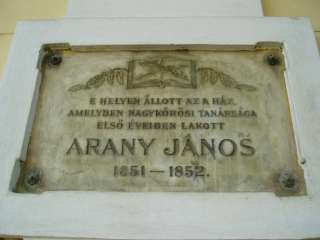 E HELYEN ÁLLOTT AZ A HÁZ,
AMELYBEN NAGYKŐRÖSI TANÁRSÁGA
ELSŐ ÉVEIBEN LAKOTT
ARANY JÁNOS
1851—1852.